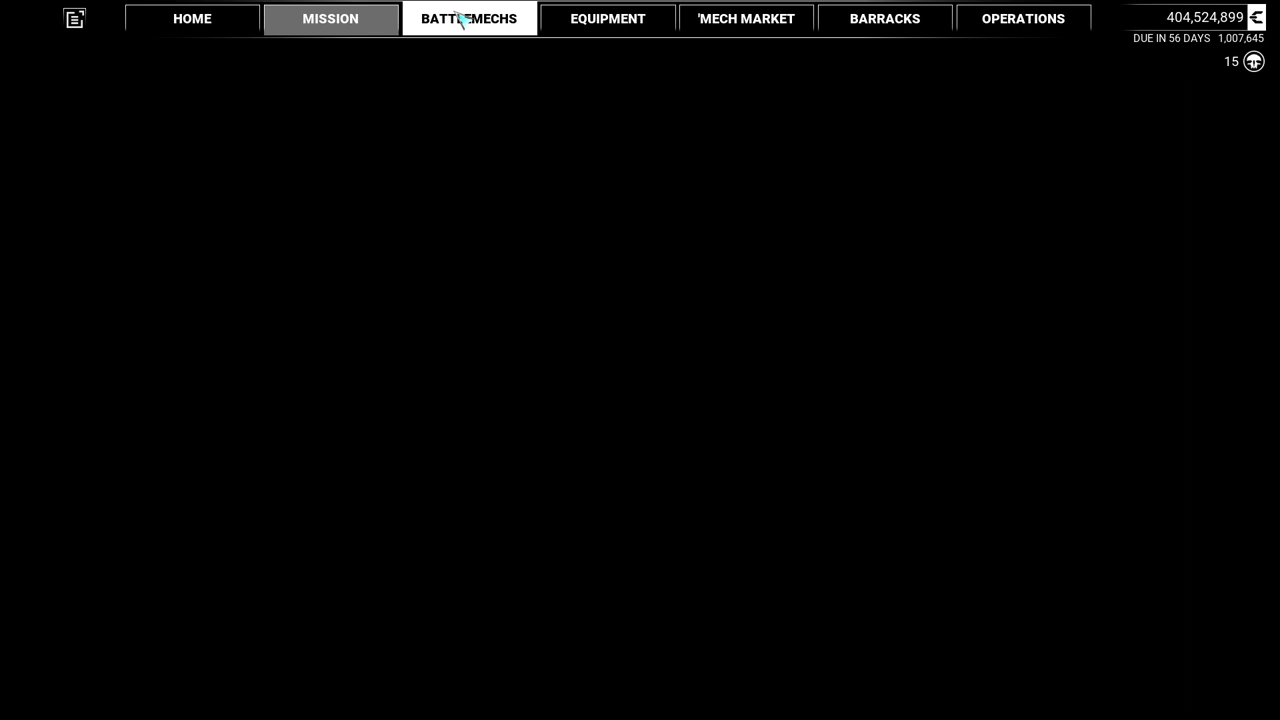 HOME MISSION BATTLEMECHS EQUIPMENT 'MECH MARKET BARRACKS OPERATIONS 404,524,899
DUE IN 56 DAYS 1,007,645
15